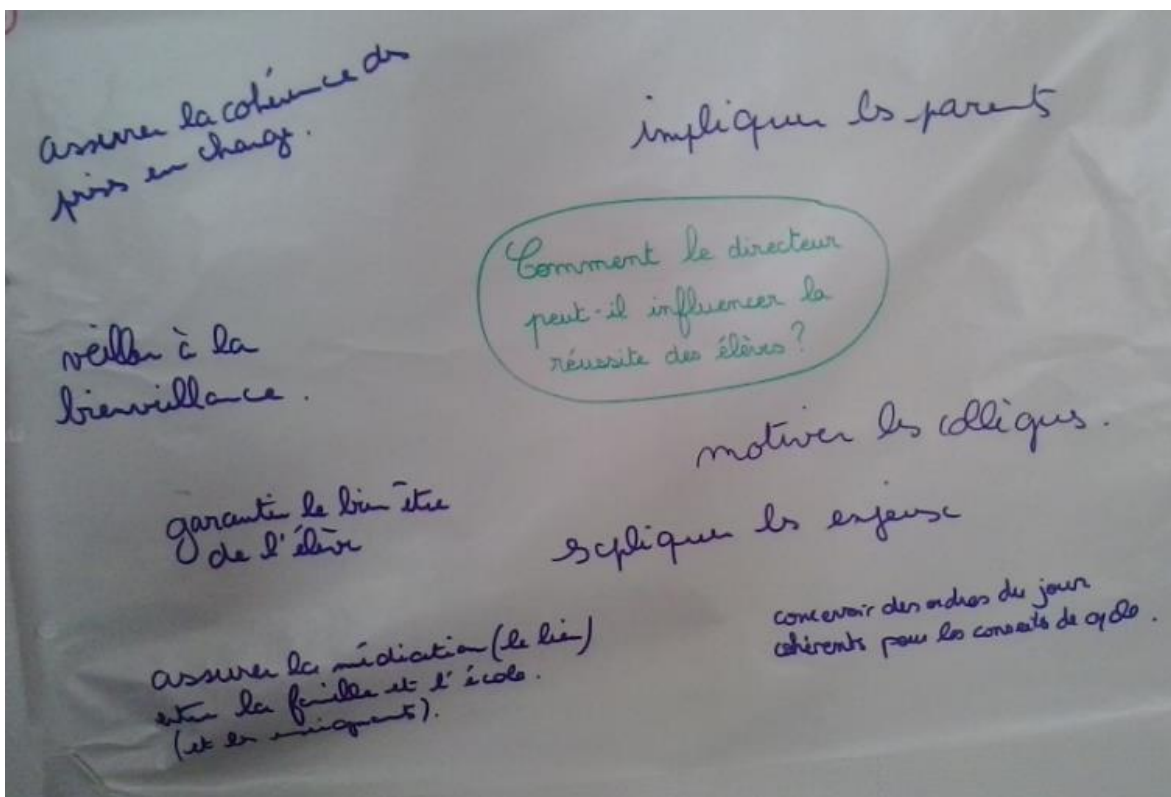 assurer la cohérence des
prises en charge.
impliquer les parents
Comment le directeur
peut-il influencer la
réussite des élèves?
veiller à la
bienveillance.
motiver les collègues.
garantir le bien être
de l'élève
expliquer les enjeux
concevoir des ordres du jour
cohérents pour les conseils de cycle.
assurer la médiation (le lien)
entre la famille et l'école.
(et les enseignants).